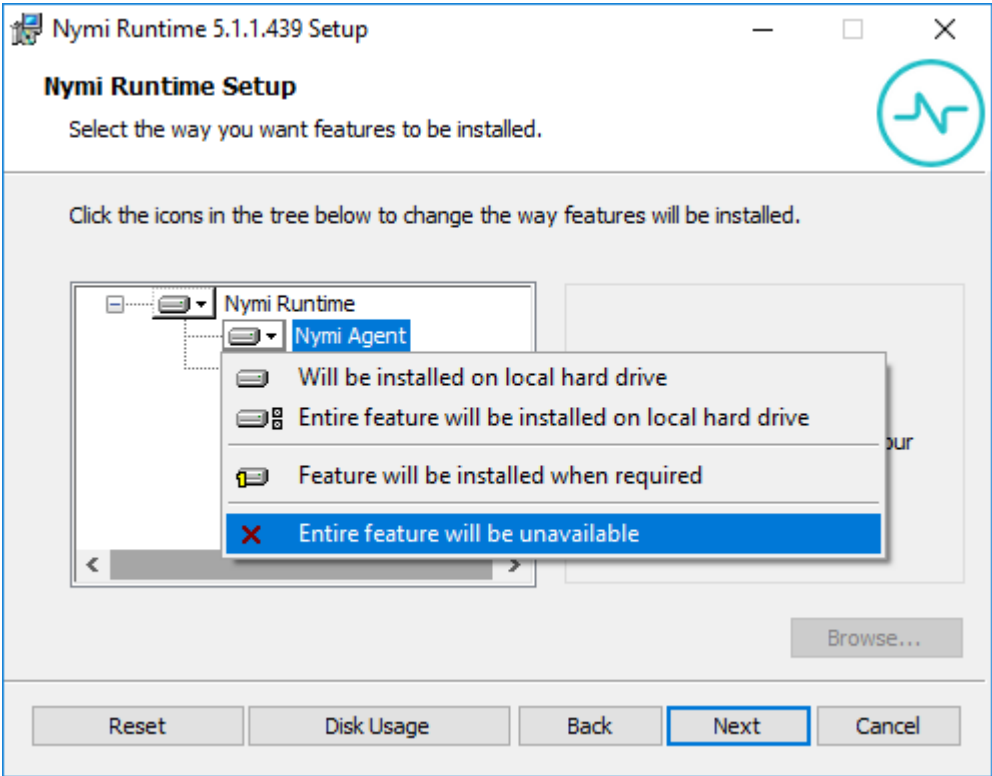 Nymi Runtime 5.1.1.439 Setup
Nymi Runtime Setup
Select the way you want features to be installed.
Click the icons in the tree below to change the way features will be installed.
Nymi Runtime
Nymi Agent
Will be installed on local hard drive
Entire feature will be installed on local hard drive
Feature will be installed when required
Entire feature will be unavailable
Browse...
Reset Disk Usage Back Next Cancel